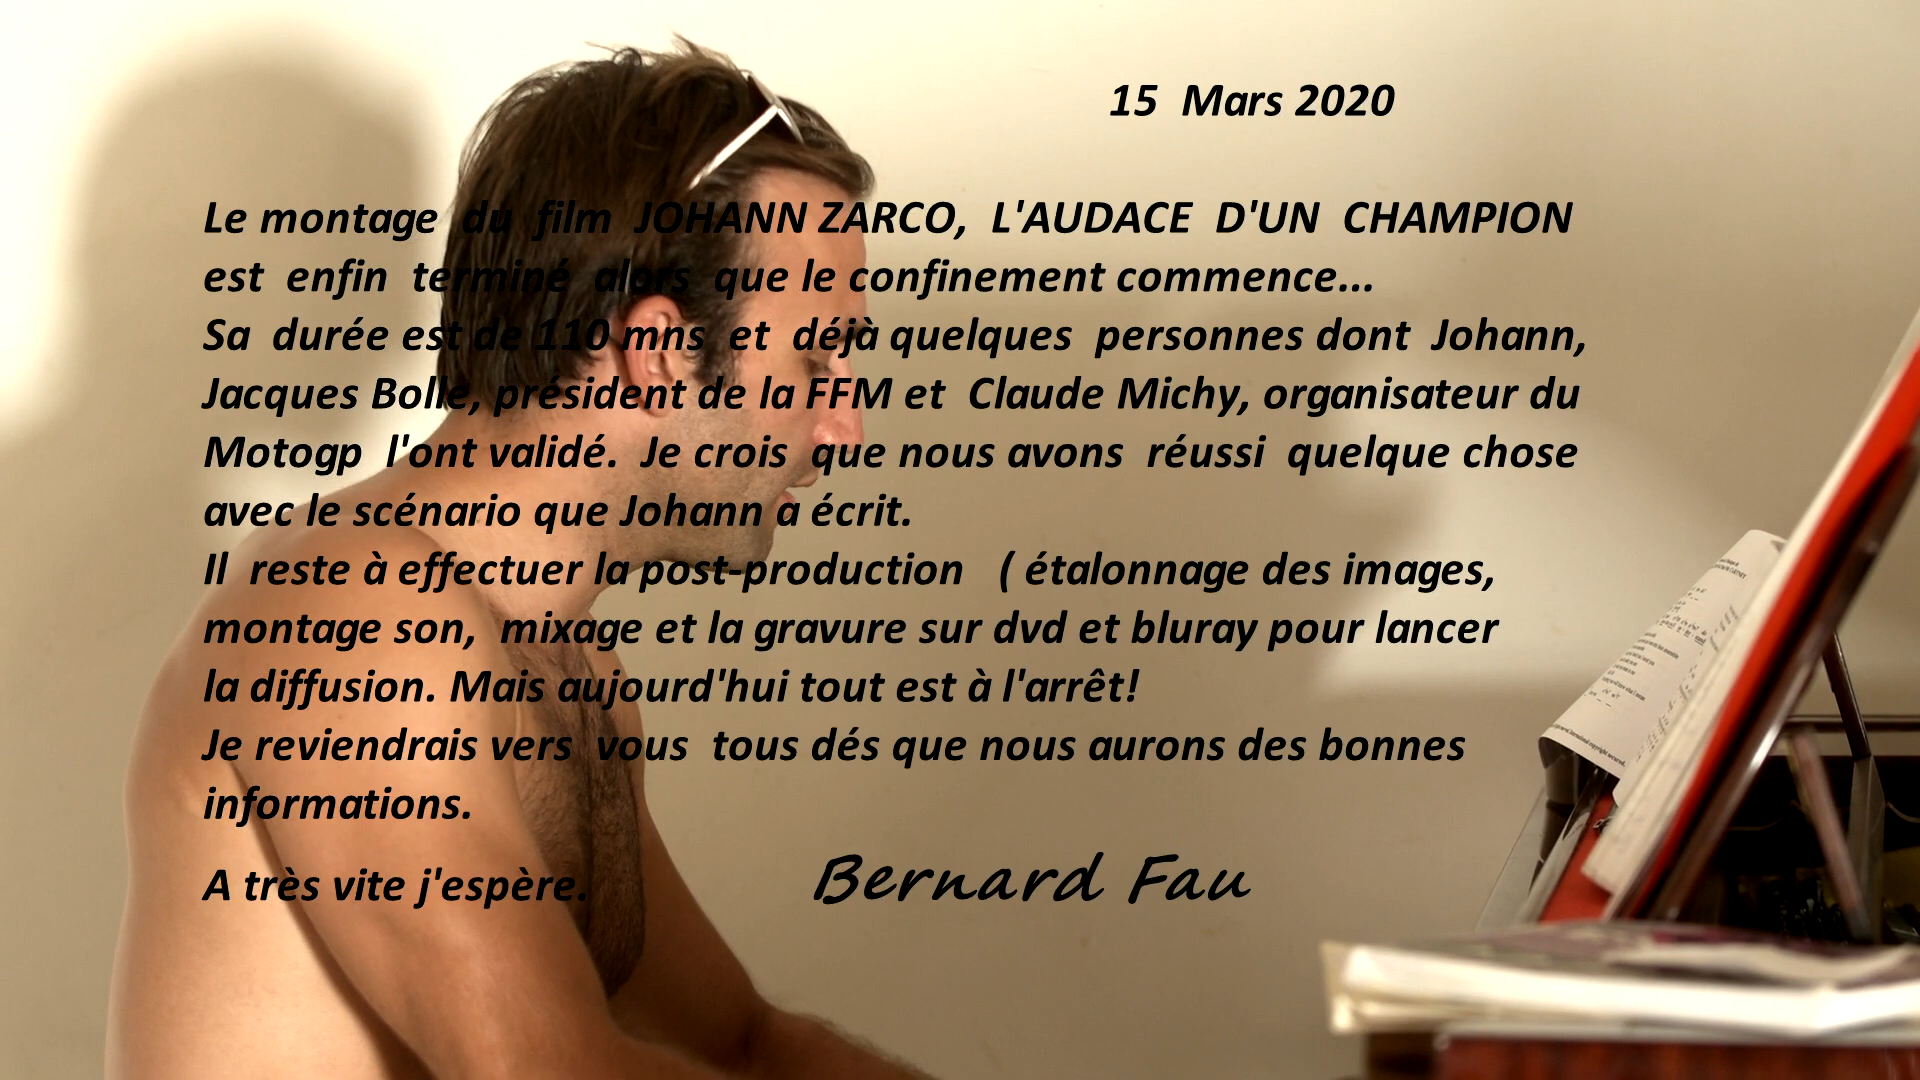 15 Mars 2020
Le montage du film JOHANN ZARCO, L'AUDACE D'UN CHAMPION
est enfin terminé alors que le confinement commence...
Sa durée est de 110 mns et déjà quelques personnes dont Johann,
Jacques Bolle, président de la FFM et Claude Michy, organisateur du
Motogp l'ont validé. Je crois que nous avons réussi quelque chose
avec le scénario que Johann a écrit.
Il reste à effectuer la post-production ( étalonnage des images,
montage son, mixage et la gravure sur dvd et bluray pour lancer
la diffusion. Mais aujourd'hui tout est à l'arrêt!
Je reviendrais vers vous tous dés que nous aurons des bonnes
informations.
A très vite j'espère. Bernard Fau